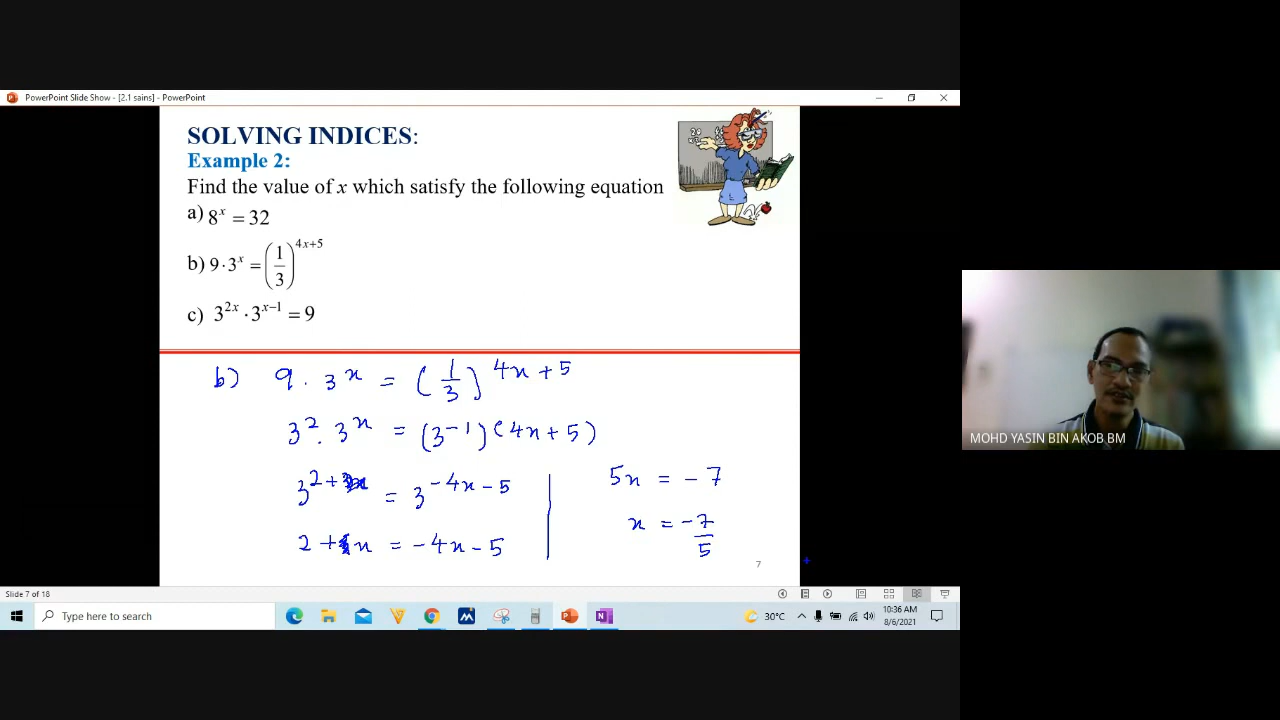 PowerPoint Slide Show - [2.1 sains] - PowerPoint
SOLVING INDICES:
Example 2:
Find the value of x which satisfy the following equation
a) 8^x = 32
b) 9·3^x = (1/3)^(4x+5)
c) 3^(2x)·3^(x−1) = 9
b) 9 . 3^x = (1/3)^(4x+5)
3^2 . 3^x = (3^-1)^(4x+5)
3^(2+x) = 3^(-4x-5)
2 + x = -4x - 5
5x = -7
x = -7/5
7
MOHD YASIN BIN AKOB BM
Slide 7 of 18
Type here to search
30°C
10:36 AM
8/6/2021